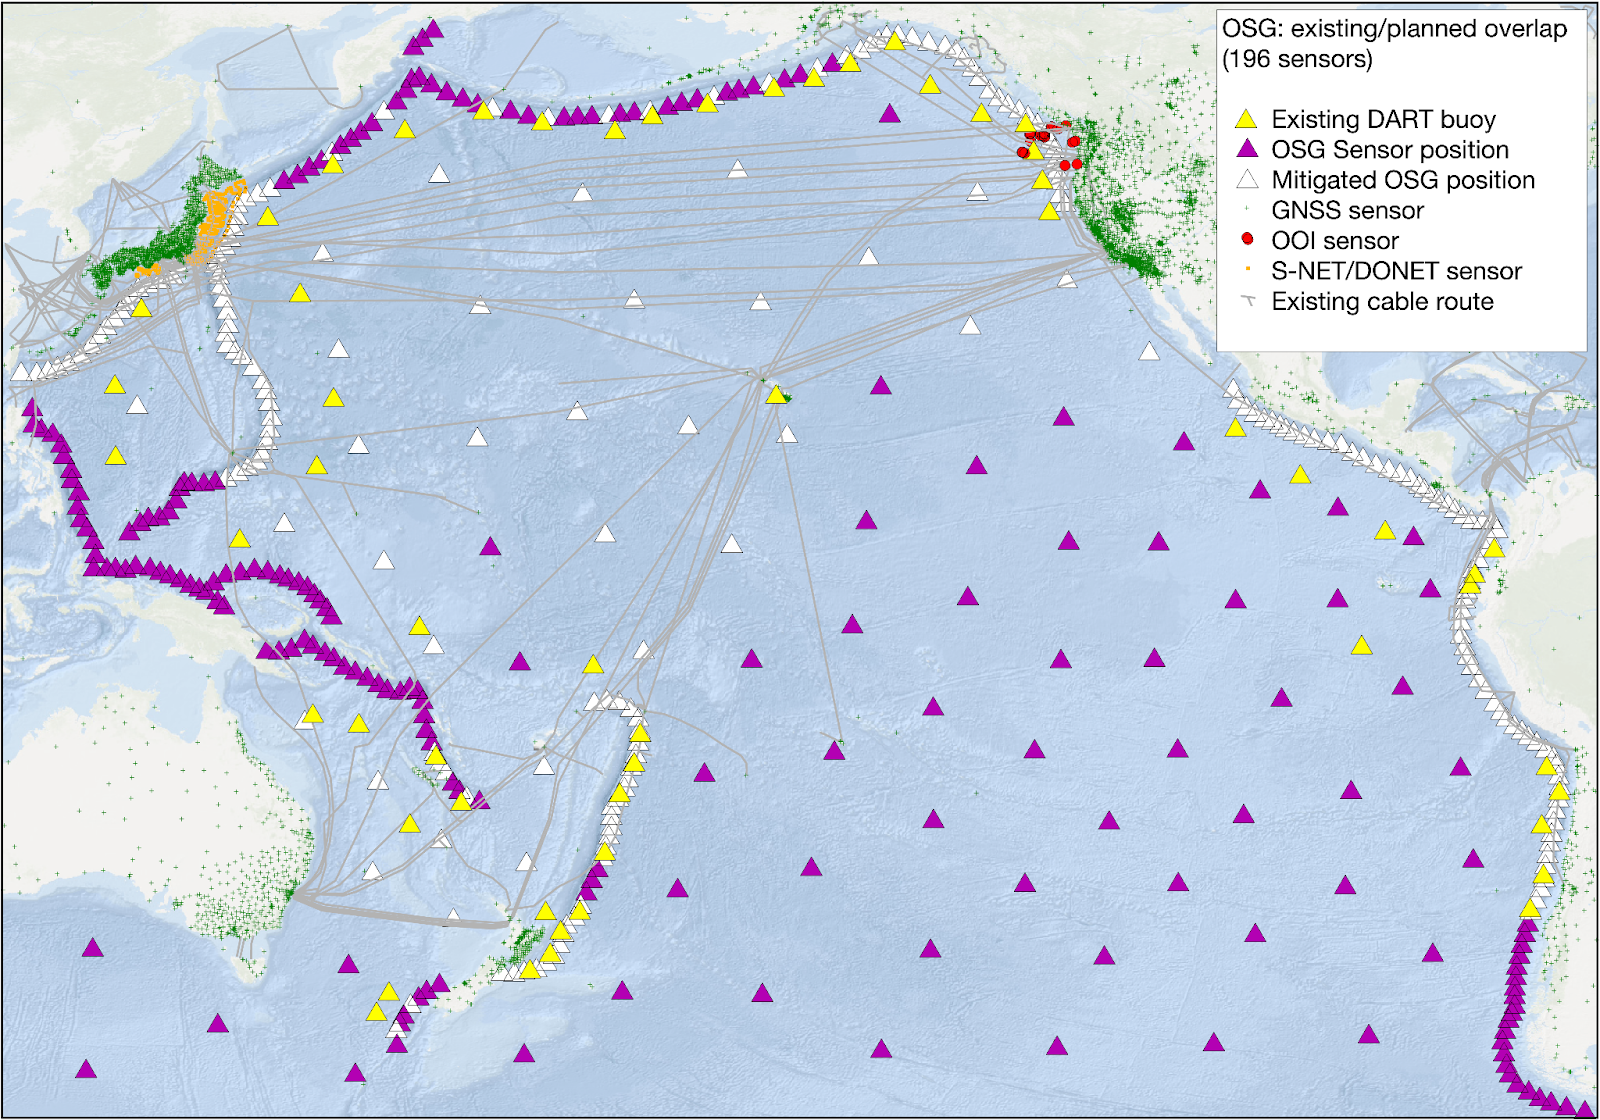 OSG: existing/planned overlap
(196 sensors)
Existing DART buoy
OSG Sensor position
Mitigated OSG position
GNSS sensor
OOI sensor
S-NET/DONET sensor
Existing cable route